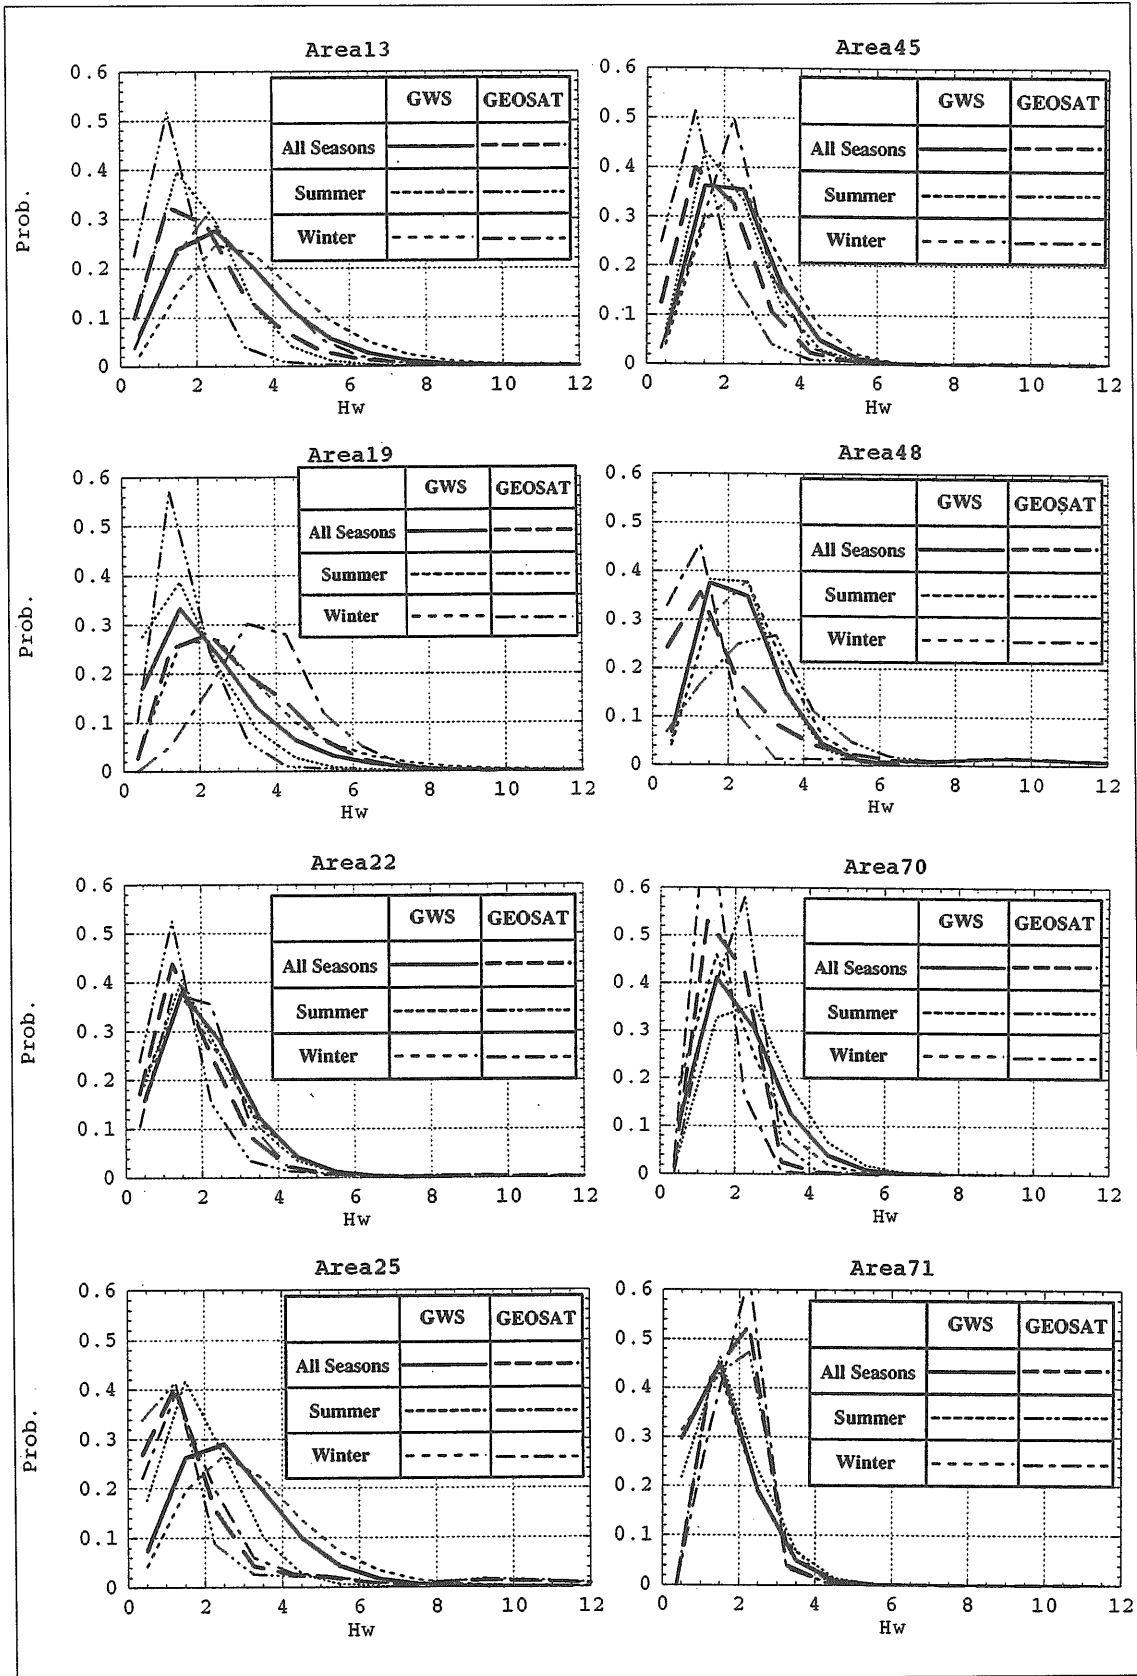 Area13
Prob.
0.6
0.5
0.4
0.3
0.2
0.1
0
GWS GEOSAT
All Seasons
Summer
Winter
0 2 4 6 8 10 12
Hw
Area45
0.6
0.5
0.4
0.3
0.2
0.1
0
GWS GEOSAT
All Seasons
Summer
Winter
0 2 4 6 8 10 12
Hw
Area19
Prob.
0.6
0.5
0.4
0.3
0.2
0.1
0
GWS GEOSAT
All Seasons
Summer
Winter
0 2 4 6 8 10 12
Hw
Area48
0.6
0.5
0.4
0.3
0.2
0.1
0
GWS GEOSAT
All Seasons
Summer
Winter
0 2 4 6 8 10 12
Hw
Area22
Prob.
0.6
0.5
0.4
0.3
0.2
0.1
0
GWS GEOSAT
All Seasons
Summer
Winter
0 2 4 6 8 10 12
Hw
Area70
0.6
0.5
0.4
0.3
0.2
0.1
0
GWS GEOSAT
All Seasons
Summer
Winter
0 2 4 6 8 10 12
Hw
Area25
Prob.
0.6
0.5
0.4
0.3
0.2
0.1
0
GWS GEOSAT
All Seasons
Summer
Winter
0 2 4 6 8 10 12
Hw
Area71
0.6
0.5
0.4
0.3
0.2
0.1
0
GWS GEOSAT
All Seasons
Summer
Winter
0 2 4 6 8 10 12
Hw